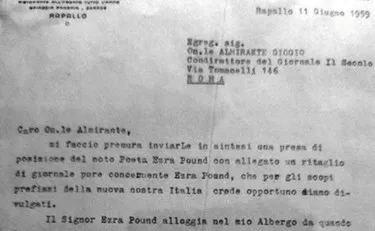 RAPALLO
Rapallo 11 Giugno 1959
Egreg. sig.
On.le ALMIRANTE GIOGIO
Condirettore del Giornale Il Secolo
Via Tomacelli 146
R O M A
Caro On.le Almirante,
mi faccio premura inviarLe in sintesi una presa di
posizione del noto Poeta Ezra Pound con allegato un ritaglio
di giornale pure concernente Ezra Pound, che per gli scopi
prefissi della nuova nostra Italia crede opportuno siano di-
vulgati.
Il Signor Ezra Pound alloggia nel mio Albergo da quando